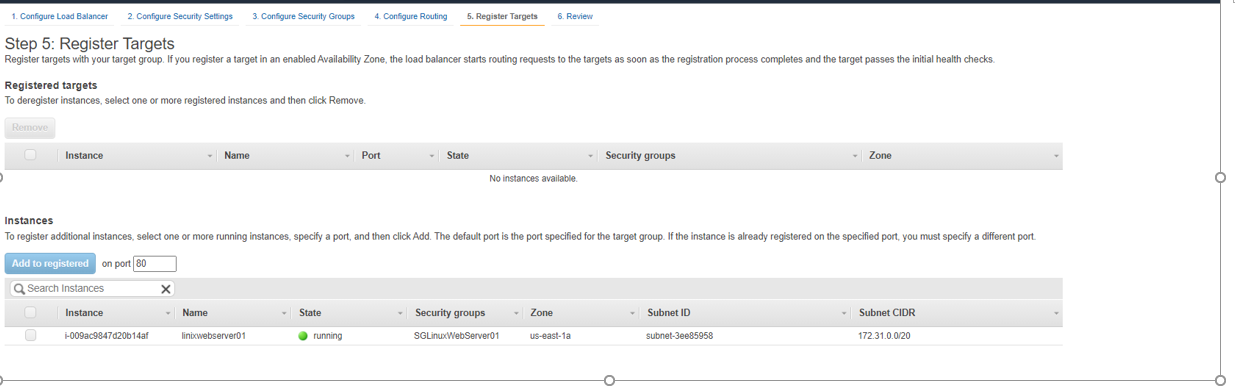 1. Configure Load Balancer 2. Configure Security Settings 3. Configure Security Groups 4. Configure Routing 5. Register Targets 6. Review
Step 5: Register Targets
Register targets with your target group. If you register a target in an enabled Availability Zone, the load balancer starts routing requests to the targets as soon as the registration process completes and the target passes the initial health checks.
Registered targets
To deregister instances, select one or more registered instances and then click Remove.
Remove
Instance Name Port State Security groups Zone
No instances available.
Instances
To register additional instances, select one or more running instances, specify a port, and then click Add. The default port is the port specified for the target group. If the instance is already registered on the specified port, you must specify a different port.
Add to registered on port 80
Search Instances
Instance Name State Security groups Zone Subnet ID Subnet CIDR
i-009ac9847d20b14af linixwebserver01 running SGLinuxWebServer01 us-east-1a subnet-3ee85958 172.31.0.0/20